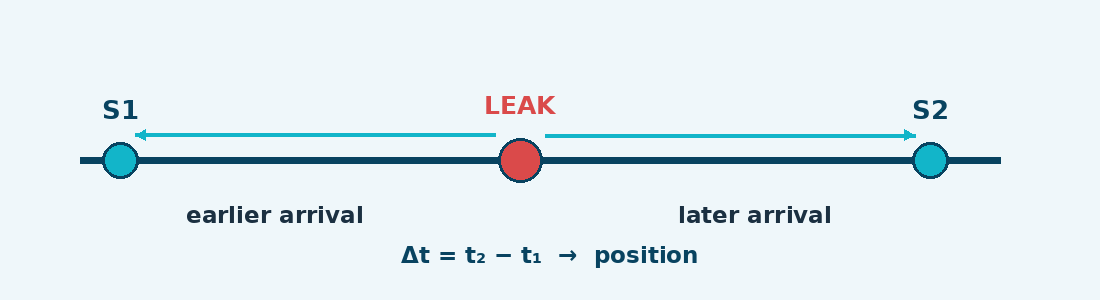 S1 LEAK S2
earlier arrival later arrival
Δt = t₂ − t₁ → position